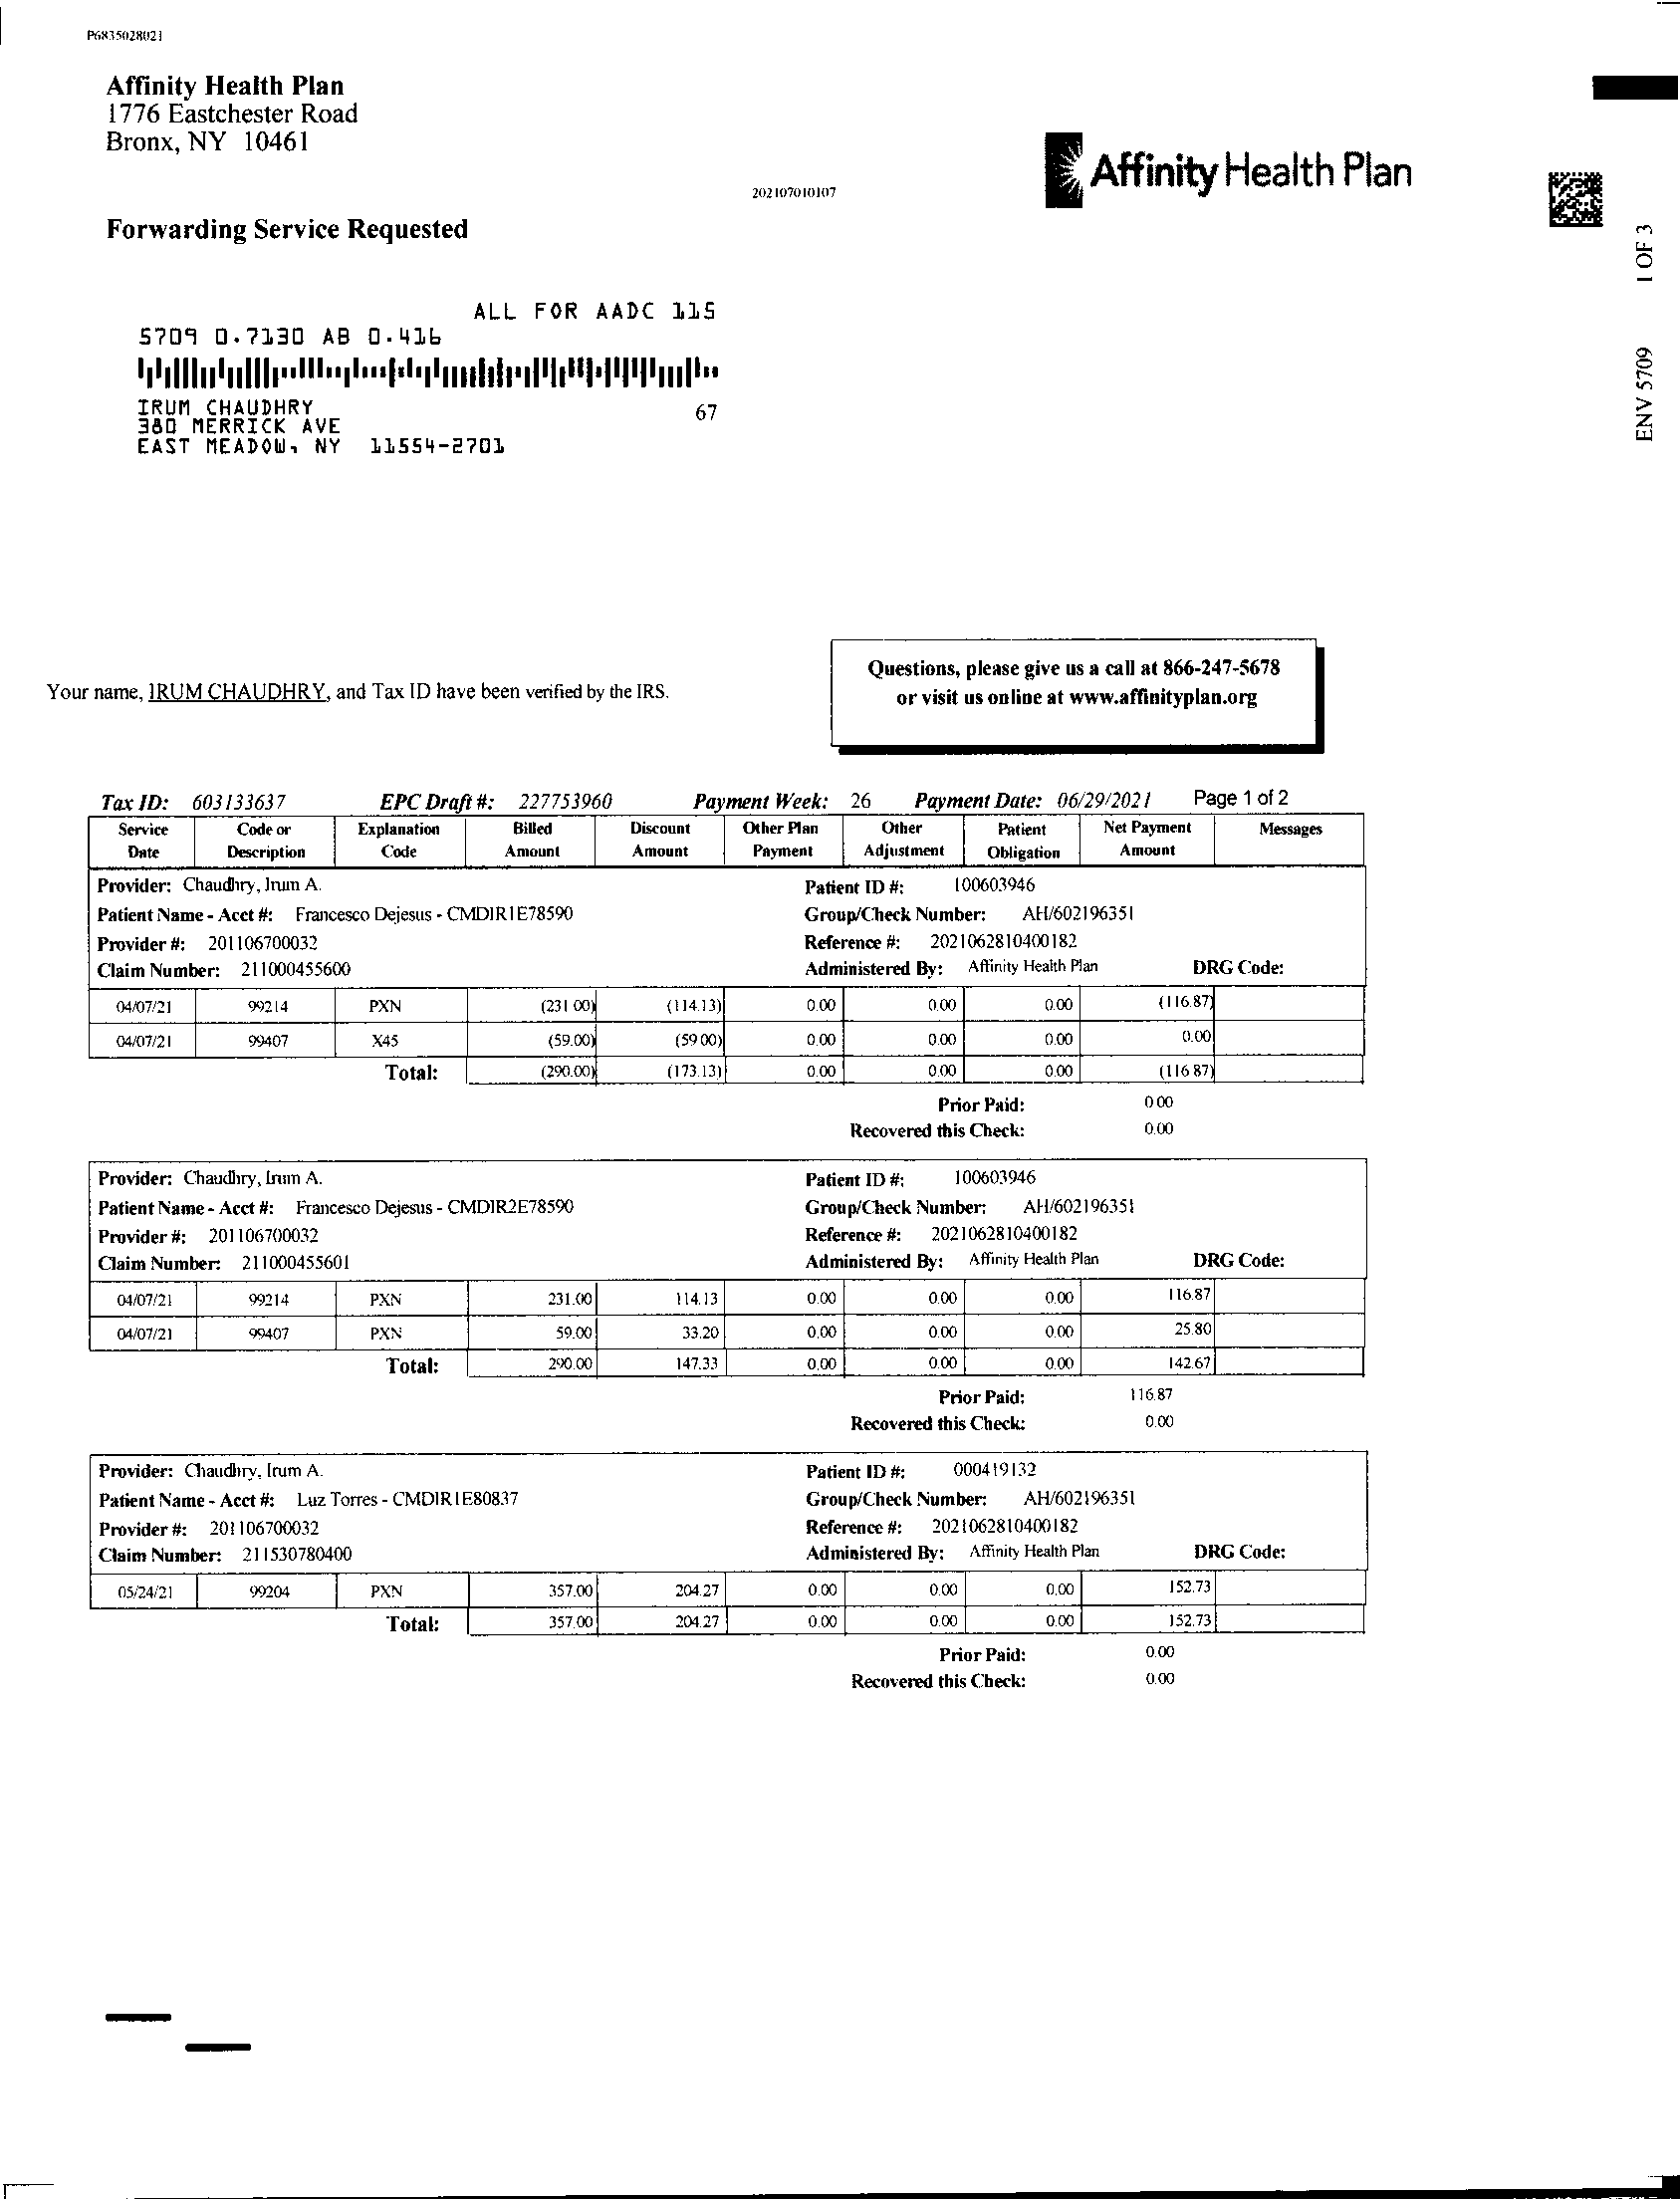 P6835028021
Affinity Health Plan
1776 Eastchester Road
Bronx, NY 10461
Affinity Health Plan
202107010107
Forwarding Service Requested
1 OF 3
ENV 5709
ALL FOR AADC 115
5709 0.7130 AB 0.416
IRUM CHAUDHRY 67
380 MERRICK AVE
EAST MEADOW, NY 11554-2701
Questions, please give us a call at 866-247-5678
or visit us online at www.affinityplan.org
Your name, IRUM CHAUDHRY, and Tax ID have been verified by the IRS.
Tax ID: 603133637 EPC Draft #: 227753960 Payment Week: 26 Payment Date: 06/29/2021 Page 1 of 2
Service Date Code or Description Explanation Code Billed Amount Discount Amount Other Plan Payment Other Adjustment Patient Obligation Net Payment Amount Messages
Provider: Chaudhry, Irum A. Patient ID #: 100603946
Patient Name - Acct #: Francesco Dejesus - CMDIR1E78590 Group/Check Number: AH/602196351
Provider #: 201106700032 Reference #: 2021062810400182
Claim Number: 211000455600 Administered By: Affinity Health Plan DRG Code:
04/07/21 99214 PXN (231.00) (114.13) 0.00 0.00 0.00 (116.87)
04/07/21 99407 X45 (59.00) (59.00) 0.00 0.00 0.00 0.00
Total: (290.00) (173.13) 0.00 0.00 0.00 (116.87)
Prior Paid: 0.00
Recovered this Check: 0.00
Provider: Chaudhry, Irum A. Patient ID #: 100603946
Patient Name - Acct #: Francesco Dejesus - CMDIR2E78590 Group/Check Number: AH/602196351
Provider #: 201106700032 Reference #: 2021062810400182
Claim Number: 211000455601 Administered By: Affinity Health Plan DRG Code:
04/07/21 99214 PXN 231.00 114.13 0.00 0.00 0.00 116.87
04/07/21 99407 PXN 59.00 33.20 0.00 0.00 0.00 25.80
Total: 290.00 147.33 0.00 0.00 0.00 142.67
Prior Paid: 116.87
Recovered this Check: 0.00
Provider: Chaudhry, Irum A. Patient ID #: 000419132
Patient Name - Acct #: Luz Torres - CMDIR1E80837 Group/Check Number: AH/602196351
Provider #: 201106700032 Reference #: 2021062810400182
Claim Number: 211530780400 Administered By: Affinity Health Plan DRG Code:
05/24/21 99204 PXN 357.00 204.27 0.00 0.00 0.00 152.73
Total: 357.00 204.27 0.00 0.00 0.00 152.73
Prior Paid: 0.00
Recovered this Check: 0.00